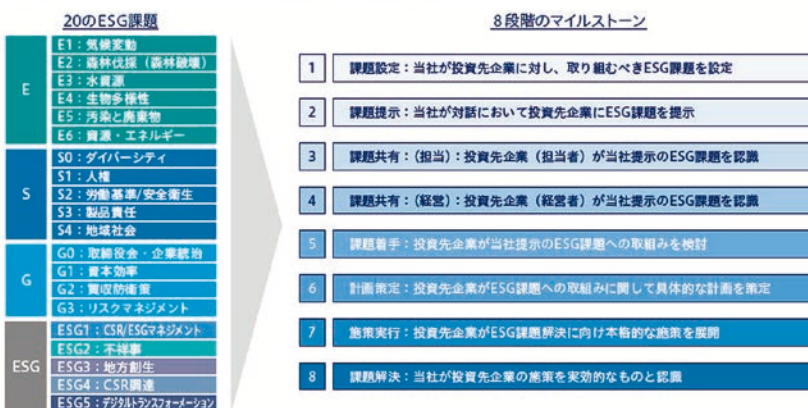 20のESG課題
E
E1：気候変動
E2：森林伐採（森林破壊）
E3：水資源
E4：生物多様性
E5：汚染と廃棄物
E6：資源・エネルギー
S
S0：ダイバーシティ
S1：人権
S2：労働基準/安全衛生
S3：製品責任
S4：地域社会
G
G0：取締役会・企業統治
G1：資本効率
G2：買収防衛策
G3：リスクマネジメント
ESG
ESG1：CSR/ESGマネジメント
ESG2：不祥事
ESG3：地方創生
ESG4：CSR調達
ESG5：デジタルトランスフォーメーション
8段階のマイルストーン
1 課題設定：当社が投資先企業に対し、取り組むべきESG課題を設定
2 課題提示：当社が対話において投資先企業にESG課題を提示
3 課題共有：（担当）：投資先企業（担当者）が当社提示のESG課題を認識
4 課題共有：（経営）：投資先企業（経営者）が当社提示のESG課題を認識
5 課題着手：投資先企業が当社提示のESG課題への取組みを検討
6 計画策定：投資先企業がESG課題への取組みに関して具体的な計画を策定
7 施策実行：投資先企業がESG課題解決に向け本格的な施策を展開
8 課題解決：当社が投資先企業の施策を実効的なものと認識